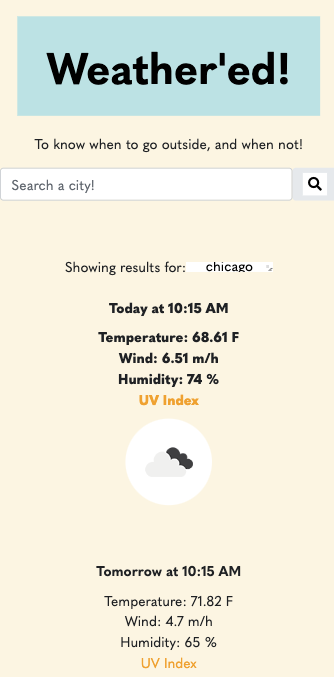 Weather'ed!
To know when to go outside, and when not!
Search a city!
Showing results for: chicago
Today at 10:15 AM
Temperature: 68.61 F
Wind: 6.51 m/h
Humidity: 74 %
UV Index
Tomorrow at 10:15 AM
Temperature: 71.82 F
Wind: 4.7 m/h
Humidity: 65 %
UV Index